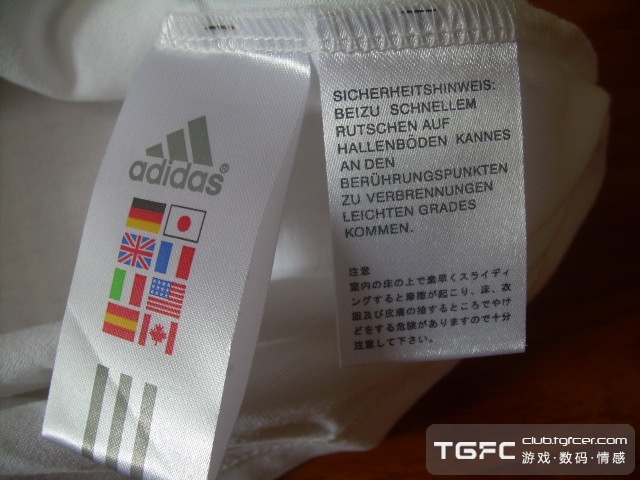 adidas®
SICHERHEITSHINWEIS:
BEIZU SCHNELLEM
RUTSCHEN AUF
HALLENBÖDEN KANNES
AN DEN
BERÜHRUNGSPUNKTEN
ZU VERBRENNUNGEN
LEICHTEN GRADES
KOMMEN.
注意
室内の床の上で素早くスライディ
ングすると摩擦が起こり、床、衣
服及び皮膚の接するところでやけ
どをする危険がありますので十分
注意して下さい。
TGFC club.tgfcer.com
游戏·数码·情感